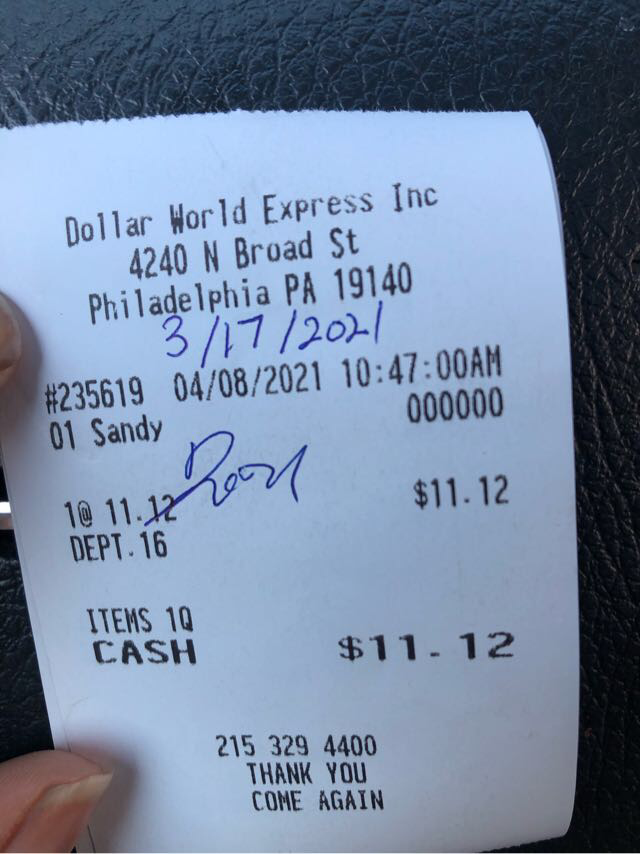 Dollar World Express Inc
4240 N Broad St
Philadelphia PA 19140
3/17/2021
#235619 04/08/2021 10:47:00AM
01 Sandy 000000
1@ 11.12 $11.12
DEPT.16
ITEMS 1Q
CASH $11.12
215 329 4400
THANK YOU
COME AGAIN